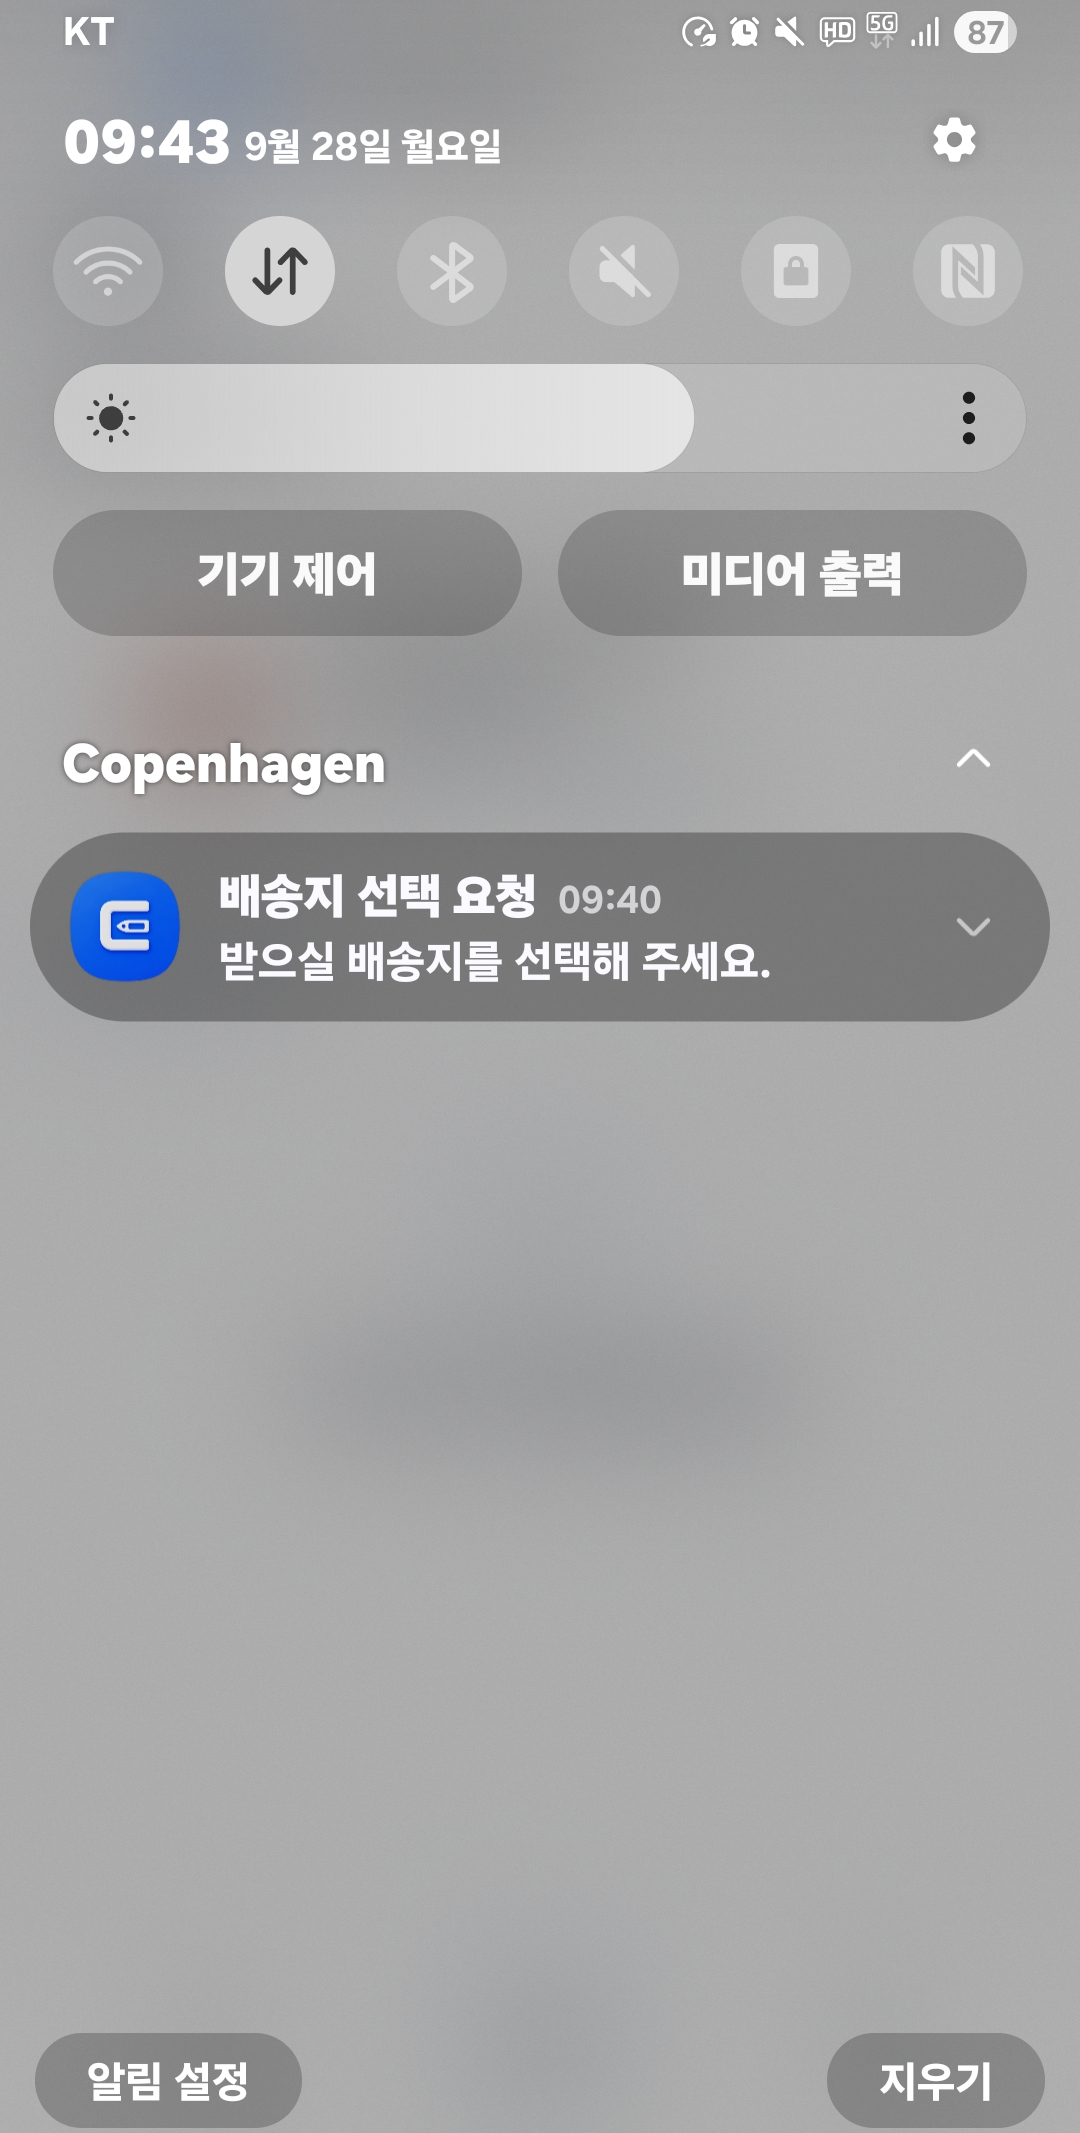 KT HD 5G 87
09:43 9월 28일 월요일
기기 제어 미디어 출력
Copenhagen
배송지 선택 요청 09:40
받으실 배송지를 선택해 주세요.
알림 설정 지우기